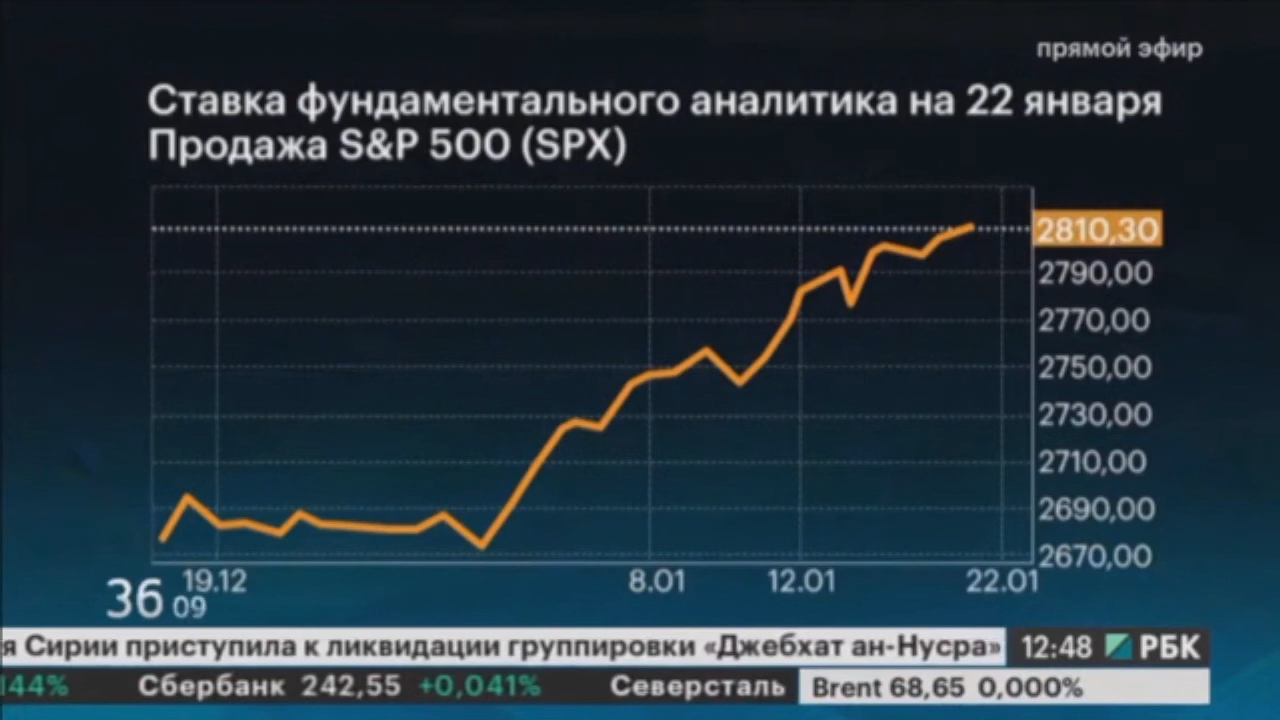 прямой эфир
Ставка фундаментального аналитика на 22 января
Продажа S&P 500 (SPX)
2810,30
2790,00
2770,00
2750,00
2730,00
2710,00
2690,00
2670,00
19.12 8.01 12.01 22.01
36 09
я Сирии приступила к ликвидации группировки «Джебхат ан-Нусра» 12:48 РБК
144% Сбербанк 242,55 +0,041% Северсталь Brent 68,65 0,000%